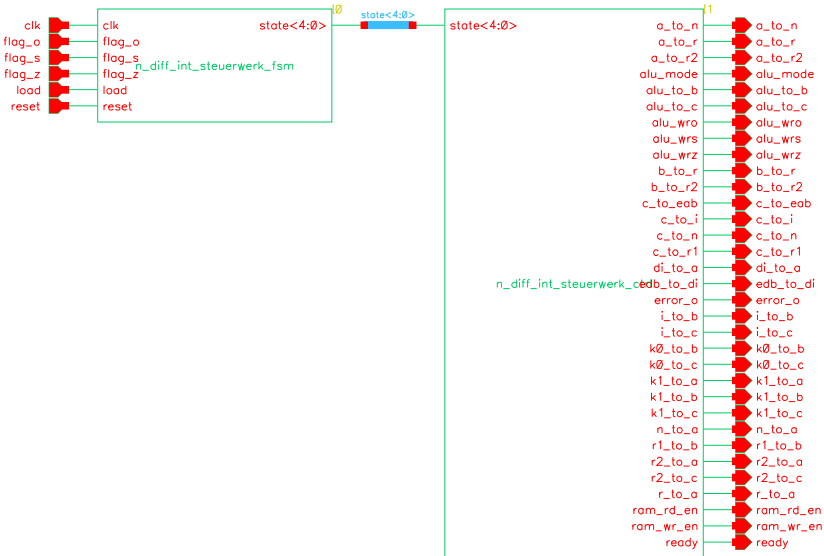 I0 I1
state<4:0>
clk clk state<4:0> state<4:0> a_to_n a_to_n
flag_o flag_o a_to_r a_to_r
flag_s flag_s a_to_r2 a_to_r2
n_diff_int_steuerwerk_fsm
flag_z flag_z alu_mode alu_mode
load load alu_to_b alu_to_b
reset reset alu_to_c alu_to_c
alu_wro alu_wro
alu_wrs alu_wrs
alu_wrz alu_wrz
b_to_r b_to_r
b_to_r2 b_to_r2
c_to_eab c_to_eab
c_to_i c_to_i
c_to_n c_to_n
c_to_r1 c_to_r1
di_to_a di_to_a
n_diff_int_steuerwerk_ edb_to_di edb_to_di
error_o error_o
i_to_b i_to_b
i_to_c i_to_c
k0_to_b k0_to_b
k0_to_c k0_to_c
k1_to_a k1_to_a
k1_to_b k1_to_b
k1_to_c k1_to_c
n_to_a n_to_a
r1_to_b r1_to_b
r2_to_a r2_to_a
r2_to_c r2_to_c
r_to_a r_to_a
ram_rd_en ram_rd_en
ram_wr_en ram_wr_en
ready ready